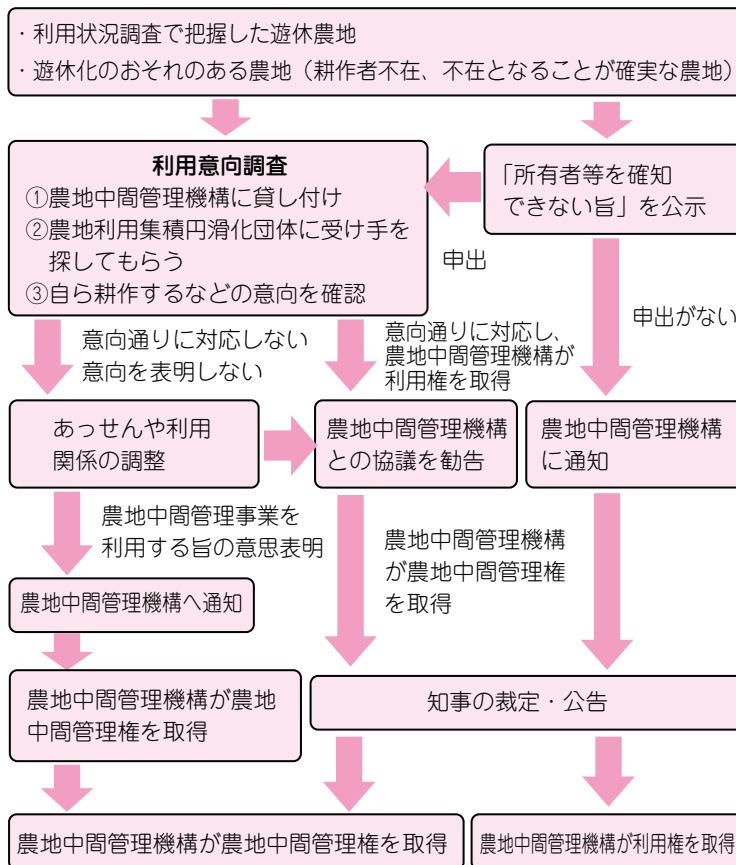 ・利用状況調査で把握した遊休農地
・遊休化のおそれのある農地（耕作者不在、不在となることが確実な農地）
利用意向調査
①農地中間管理機構に貸し付け
②農地利用集積円滑化団体に受け手を
探してもらう
③自ら耕作するなどの意向を確認
「所有者等を確知
できない旨」を公示
申出
申出がない
意向通りに対応しない
意向を表明しない
意向通りに対応し、
農地中間管理機構が
利用権を取得
あっせんや利用
関係の調整
農地中間管理機構
との協議を勧告
農地中間管理機構
に通知
農地中間管理事業を
利用する旨の意思表明
農地中間管理機構
が農地中間管理権
を取得
農地中間管理機構へ通知
農地中間管理機構が農地
中間管理権を取得
知事の裁定・公告
農地中間管理機構が農地中間管理権を取得
農地中間管理機構が利用権を取得